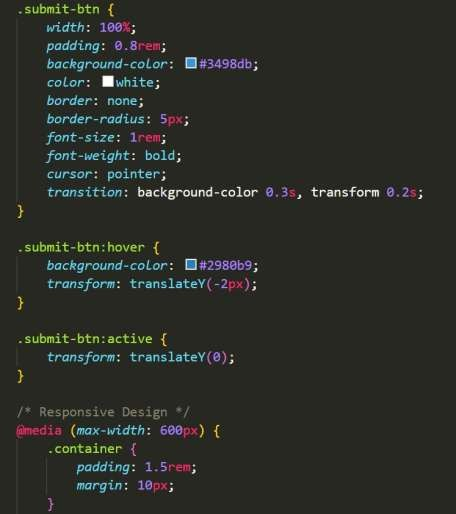 .submit-btn {
    width: 100%;
    padding: 0.8rem;
    background-color: #3498db;
    color: white;
    border: none;
    border-radius: 5px;
    font-size: 1rem;
    font-weight: bold;
    cursor: pointer;
    transition: background-color 0.3s, transform 0.2s;
}

.submit-btn:hover {
    background-color: #2980b9;
    transform: translateY(-2px);
}

.submit-btn:active {
    transform: translateY(0);
}

/* Responsive Design */
@media (max-width: 600px) {
    .container {
        padding: 1.5rem;
        margin: 10px;
    }